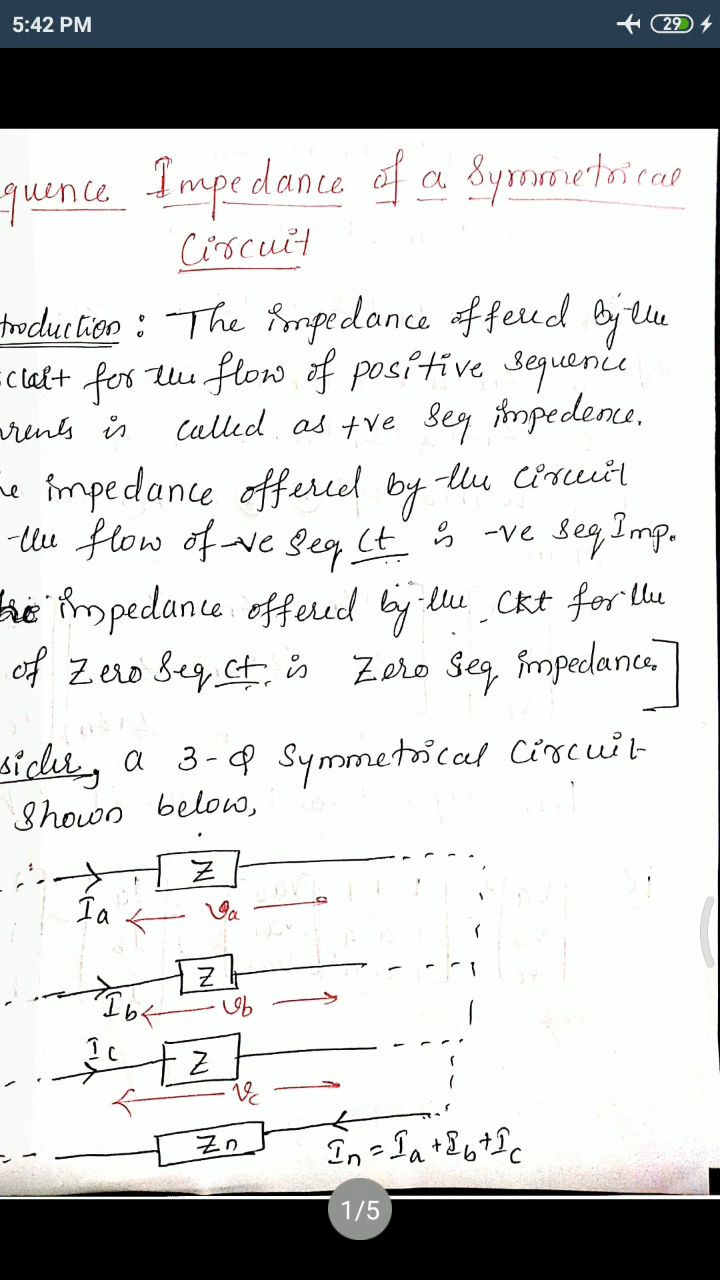 5:42 PM
29
quence Impedance of a Symmetrical
Circuit
troduction : The impedance offered by the
for the flow of positive sequence
rrents is called as +ve Seq impedence.
e impedance offered by the circuit
the flow of -ve Seq Ct is -ve Seq Imp.
impedance offered by the ckt for the
of Zero Seq ct. is Zero Seq impedance.]
sider, a 3-φ Symmetrical Circuit
Shown below,
Z
Ia Va
Z
Ib Vb
Ic Z
Vc
Zn In = Ia + Ib + Ic
1/5